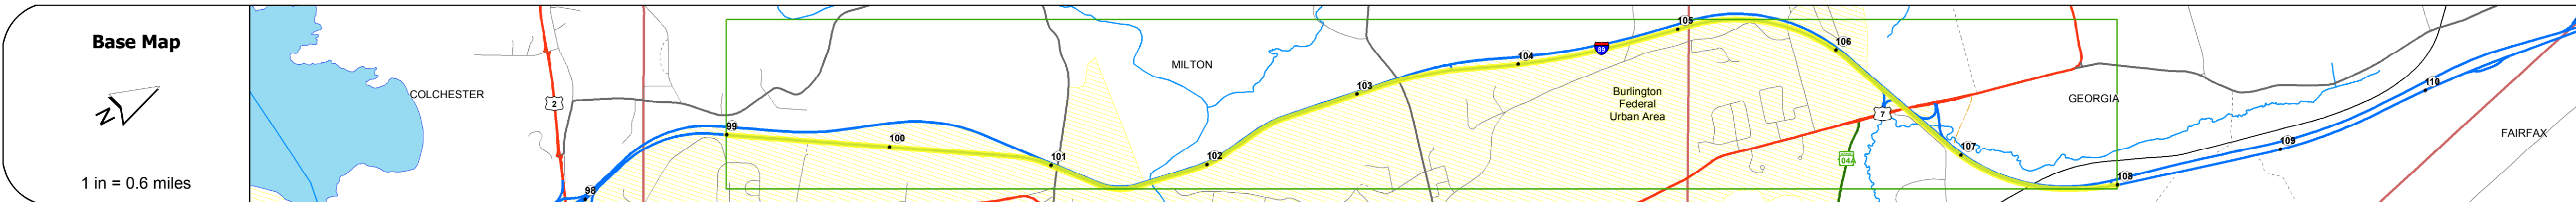 Base Map
N
1 in = 0.6 miles
COLCHESTER
2
98
99
100
101
MILTON
102
103
104
89
105
Burlington
Federal
Urban Area
106
7
104A
107
GEORGIA
108
109
110
FAIRFAX